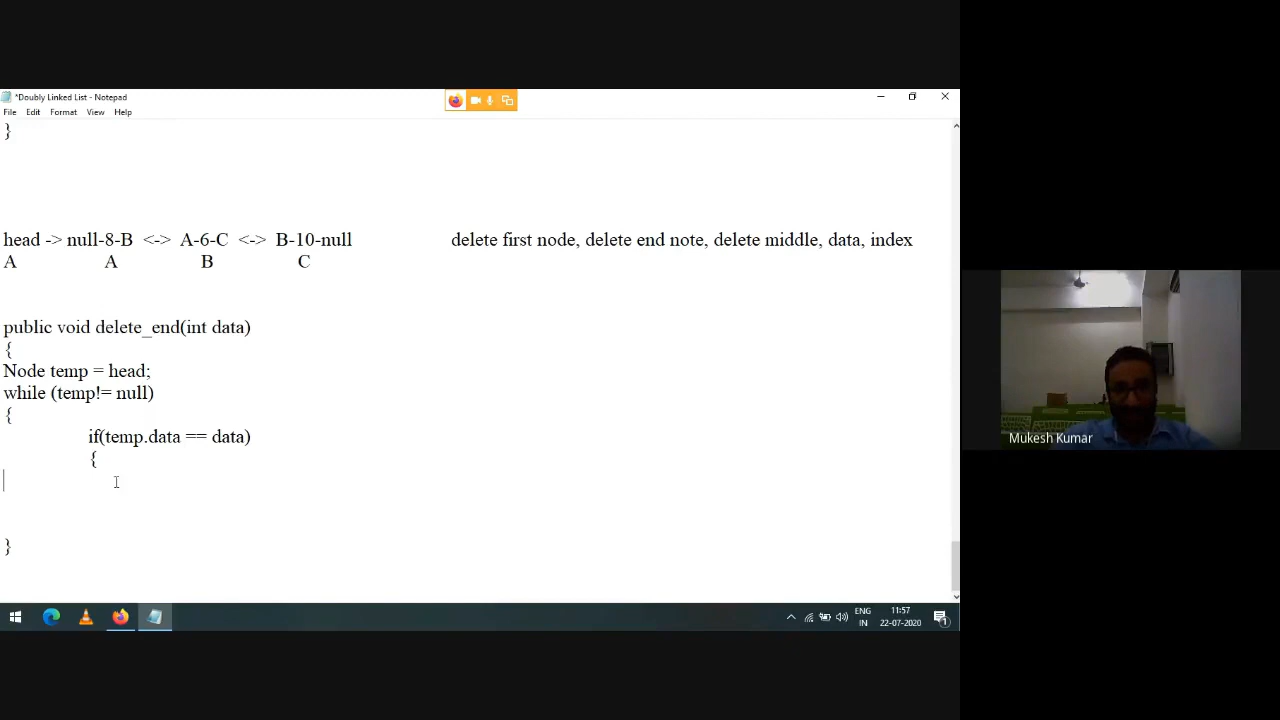 *Doubly Linked List - Notepad
File Edit Format View Help
}
head -> null-8-B <-> A-6-C <-> B-10-null delete first node, delete end note, delete middle, data, index
A A B C
public void delete_end(int data)
{
Node temp = head;
while (temp!= null)
{
if(temp.data == data)
{
}
Mukesh Kumar
ENG 11:57
IN 22-07-2020
1